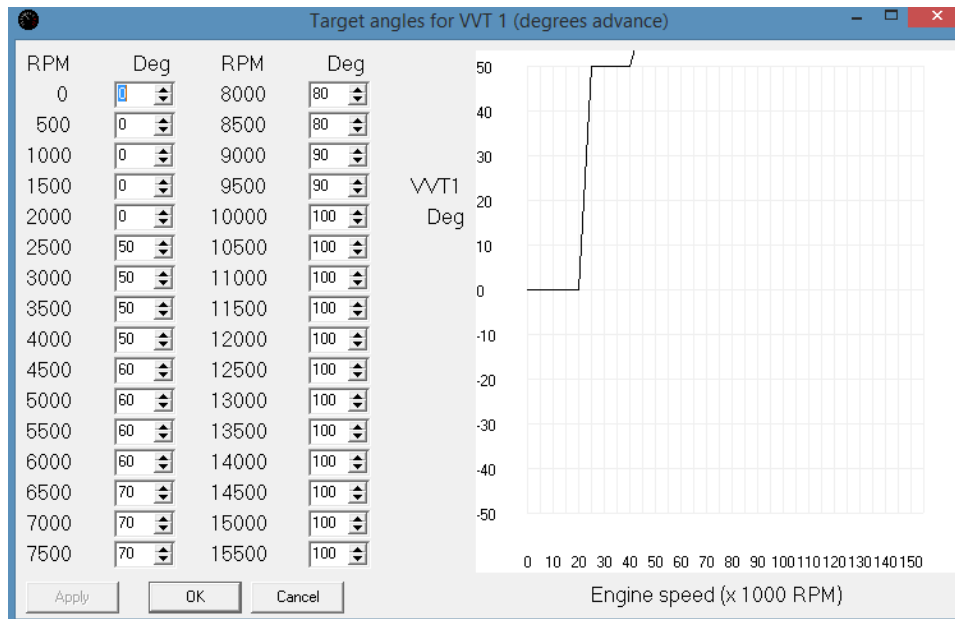 Target angles for VVT 1 (degrees advance)
RPM Deg RPM Deg
0 0 8000 80
500 0 8500 80
1000 0 9000 90
1500 0 9500 90
2000 0 10000 100
2500 50 10500 100
3000 50 11000 100
3500 50 11500 100
4000 50 12000 100
4500 60 12500 100
5000 60 13000 100
5500 60 13500 100
6000 60 14000 100
6500 70 14500 100
7000 70 15000 100
7500 70 15500 100
Apply OK Cancel
VVT1
Deg
50
40
30
20
10
0
-10
-20
-30
-40
-50
0 10 20 30 40 50 60 70 80 90 100 110 120 130 140 150
Engine speed (x 1000 RPM)